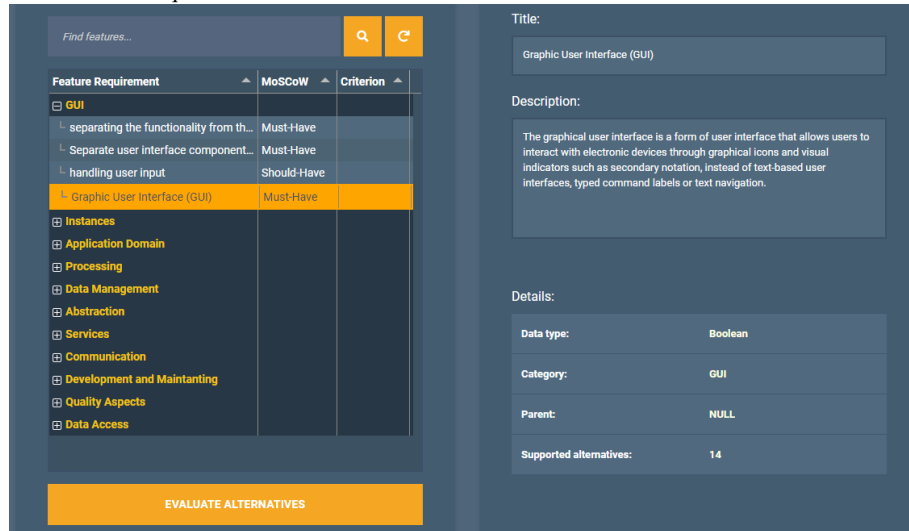 Find features...
Feature Requirement MoSCoW Criterion
GUI
separating the functionality from th... Must-Have
Separate user interface component... Must-Have
handling user input Should-Have
Graphic User Interface (GUI) Must-Have
Instances
Application Domain
Processing
Data Management
Abstraction
Services
Communication
Development and Maintanting
Quality Aspects
Data Access
EVALUATE ALTERNATIVES
Title:
Graphic User Interface (GUI)
Description:
The graphical user interface is a form of user interface that allows users to
interact with electronic devices through graphical icons and visual
indicators such as secondary notation, instead of text-based user
interfaces, typed command labels or text navigation.
Details:
Data type: Boolean
Category: GUI
Parent: NULL
Supported alternatives: 14